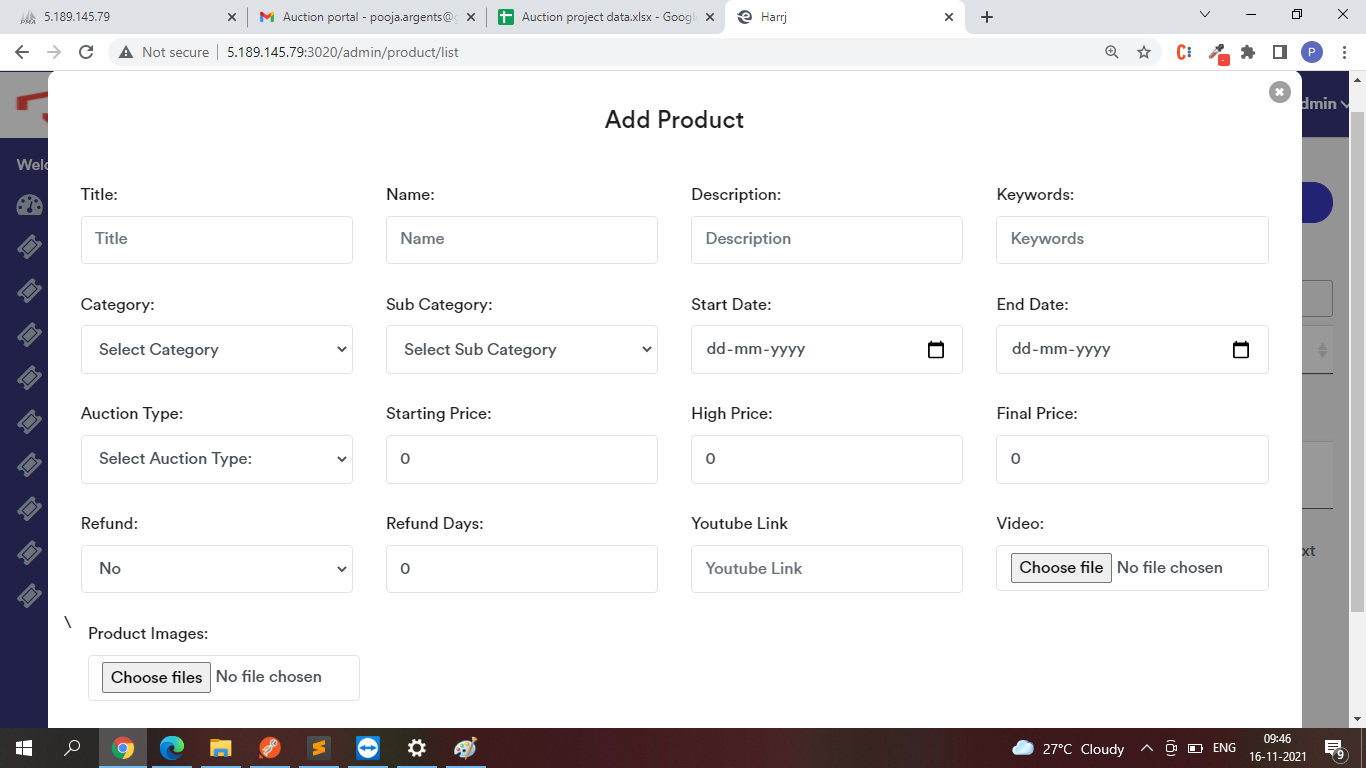 5.189.145.79
Auction portal - pooja.argents@g
Auction project data.xlsx - Google
Harrj
Not secure | 5.189.145.79:3020/admin/product/list
P
dmin
Welc
Add Product
Title: Name: Description: Keywords:
Title Name Description Keywords
Category: Sub Category: Start Date: End Date:
Select Category Select Sub Category dd-mm-yyyy dd-mm-yyyy
Auction Type: Starting Price: High Price: Final Price:
Select Auction Type: 0 0 0
Refund: Refund Days: Youtube Link Video:
No 0 Youtube Link Choose file No file chosen
xt
\
Product Images:
Choose files No file chosen
27°C Cloudy ENG 09:46
16-11-2021
9